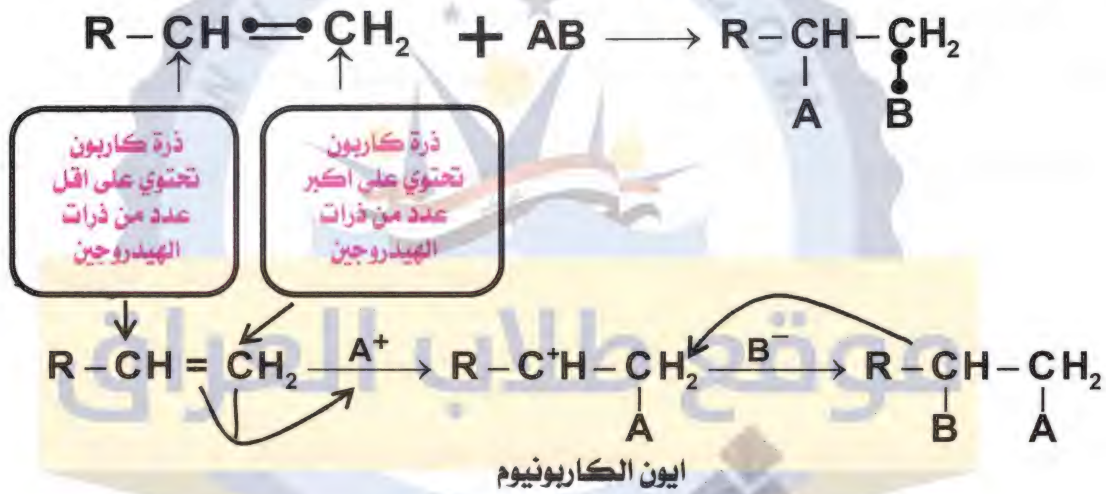 R – CH = CH₂ + AB ⟶ R – CH – CH₂
A B
ذرة كاربون
تحتوي على اقل
عدد من ذرات
الهيدروجين
ذرة كاربون
تحتوي على اكبر
عدد من ذرات
الهيدروجين
R – CH = CH₂ A⁺ ⟶ R – C⁺H – CH₂ B⁻ ⟶ R – CH – CH₂
A B A
ايون الكاربونيوم
موقع طلاب العراق